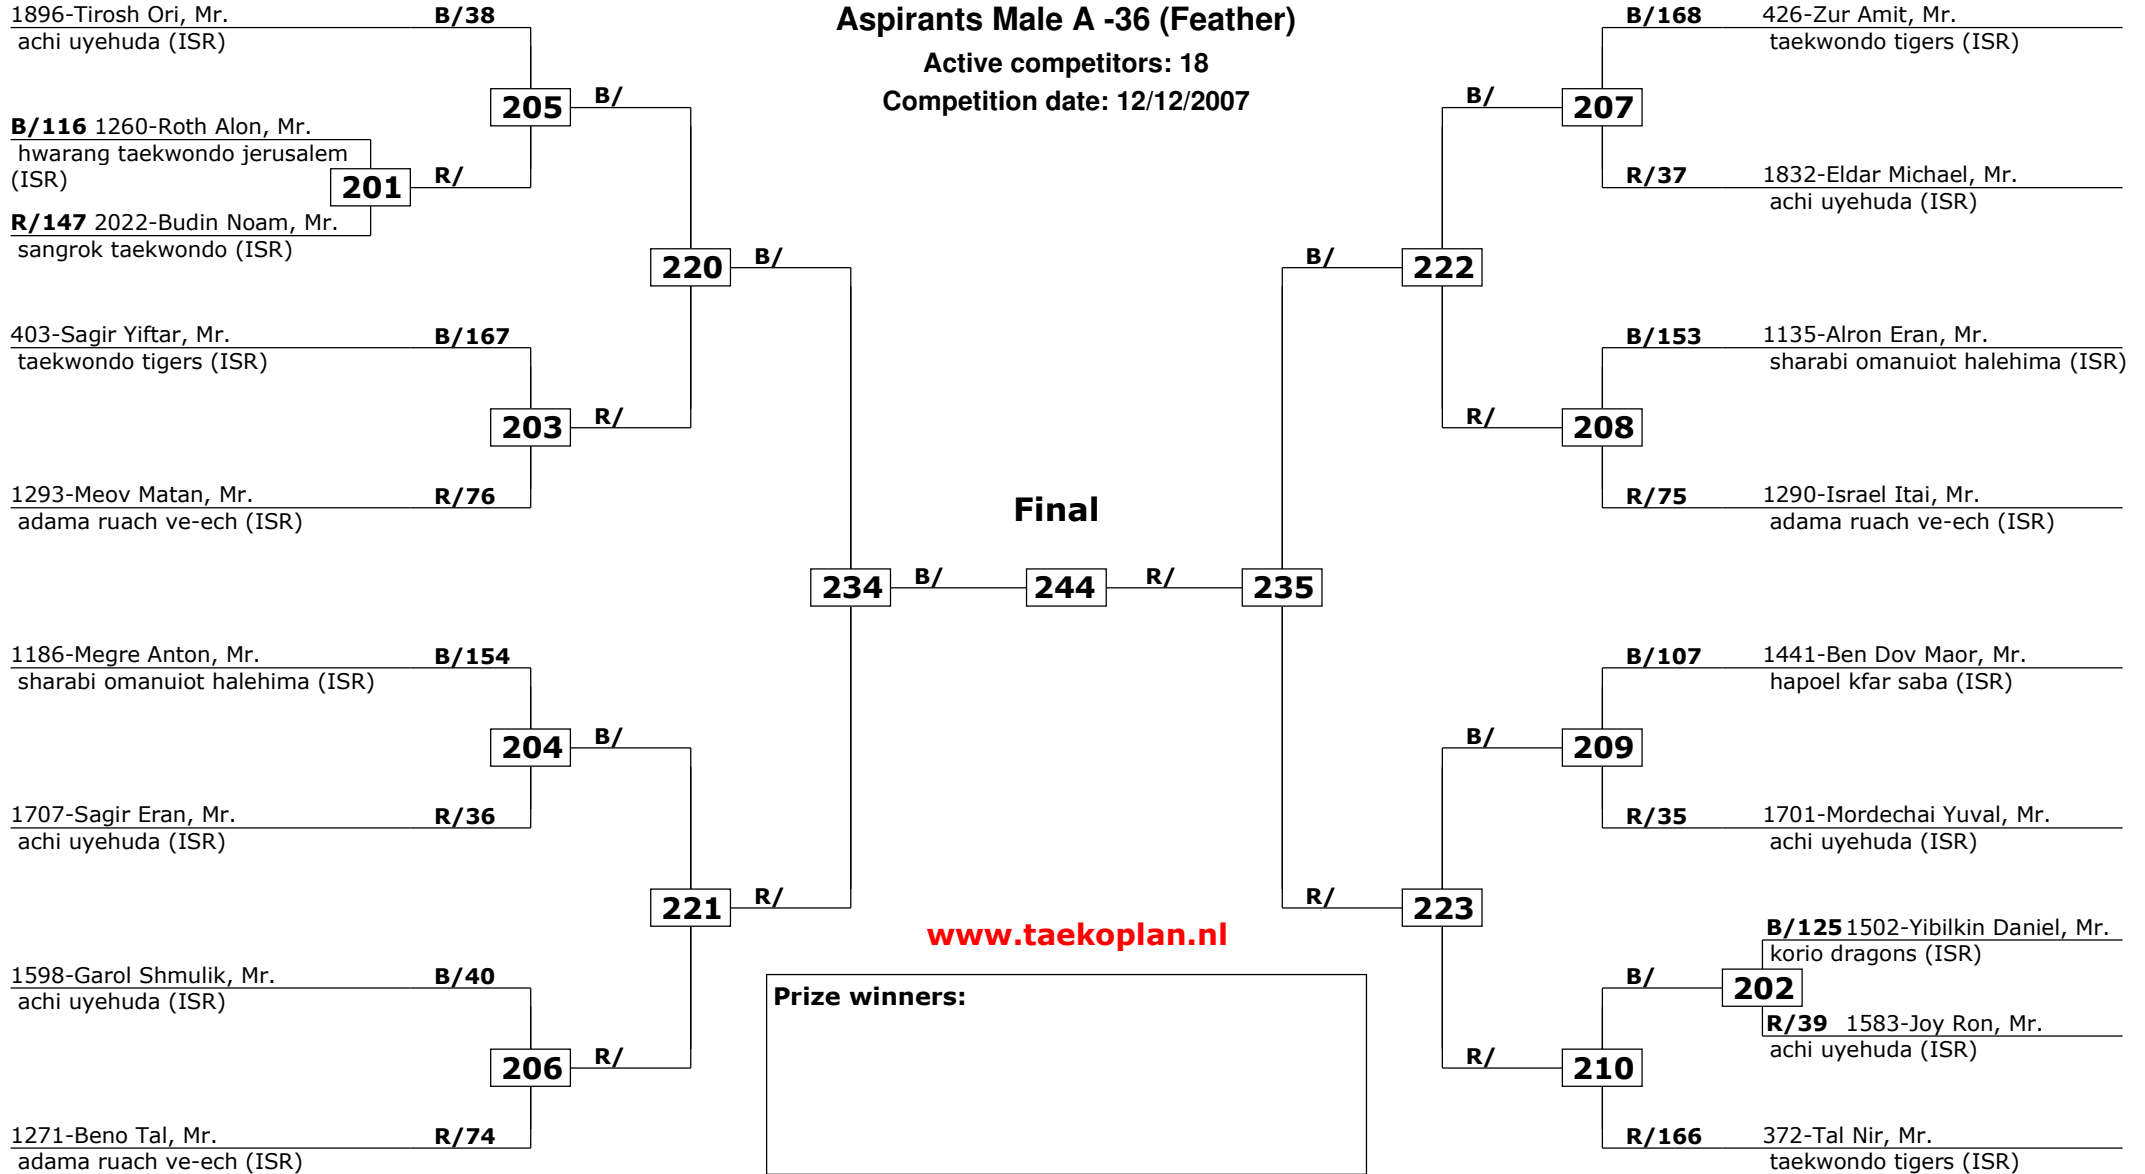 Aspirants Male A -36 (Feather)
Active competitors: 18
Competition date: 12/12/2007
1896-Tirosh Ori, Mr. B/38
achi uyehuda (ISR)
205 B/
B/116 1260-Roth Alon, Mr.
hwarang taekwondo jerusalem
(ISR)
201 R/
R/147 2022-Budin Noam, Mr.
sangrok taekwondo (ISR)
220 B/
403-Sagir Yiftar, Mr. B/167
taekwondo tigers (ISR)
203 R/
1293-Meov Matan, Mr. R/76
adama ruach ve-ech (ISR)
234 B/
1186-Megre Anton, Mr. B/154
sharabi omanuiot halehima (ISR)
204 B/
1707-Sagir Eran, Mr. R/36
achi uyehuda (ISR)
221 R/
1598-Garol Shmulik, Mr. B/40
achi uyehuda (ISR)
206 R/
1271-Beno Tal, Mr. R/74
adama ruach ve-ech (ISR)
Final
244
B/168 426-Zur Amit, Mr.
taekwondo tigers (ISR)
B/ 207
R/37 1832-Eldar Michael, Mr.
achi uyehuda (ISR)
B/ 222
B/153 1135-Alron Eran, Mr.
sharabi omanuiot halehima (ISR)
R/ 208
R/75 1290-Israel Itai, Mr.
adama ruach ve-ech (ISR)
R/ 235
B/107 1441-Ben Dov Maor, Mr.
hapoel kfar saba (ISR)
B/ 209
R/35 1701-Mordechai Yuval, Mr.
achi uyehuda (ISR)
R/ 223
B/125 1502-Yibilkin Daniel, Mr.
korio dragons (ISR)
B/ 202
R/39 1583-Joy Ron, Mr.
achi uyehuda (ISR)
R/ 210
R/166 372-Tal Nir, Mr.
taekwondo tigers (ISR)
www.taekoplan.nl
Prize winners: